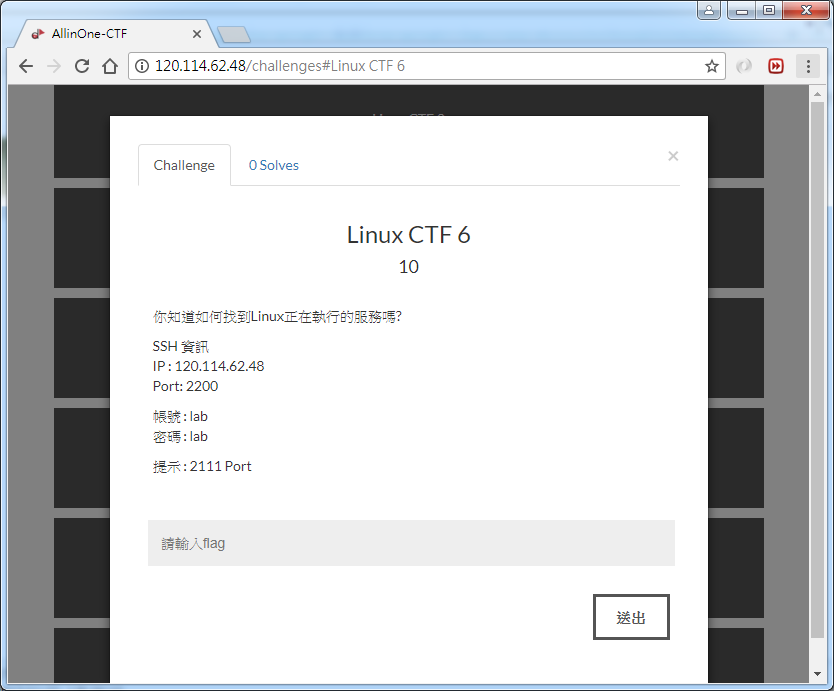 AllinOne-CTF
120.114.62.48/challenges#Linux CTF 6
Challenge
0 Solves
×
Linux CTF 6
10
你知道如何找到Linux正在執行的服務嗎?
SSH 資訊
IP : 120.114.62.48
Port: 2200
帳號 : lab
密碼 : lab
提示 : 2111 Port
請輸入flag
送出